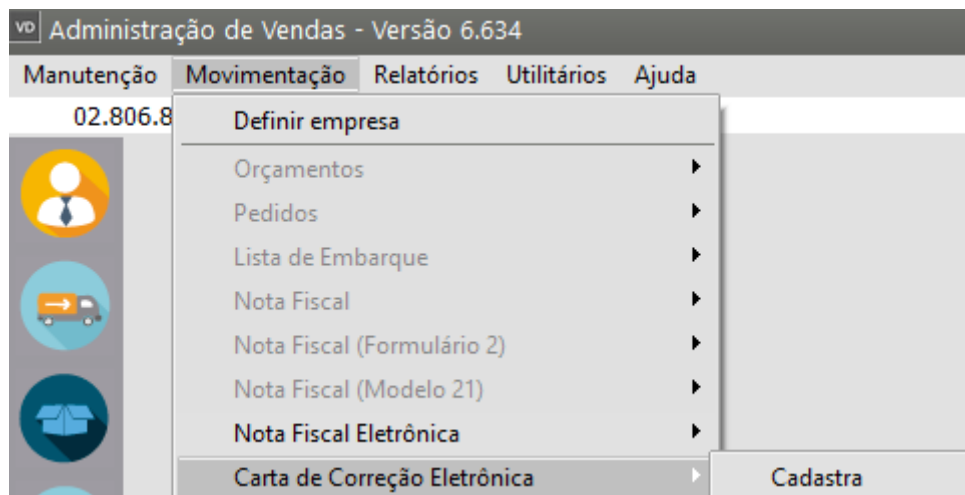 VD Administração de Vendas - Versão 6.634
Manutenção Movimentação Relatórios Utilitários Ajuda
02.806.8
Definir empresa
Orçamentos
Pedidos
Lista de Embarque
Nota Fiscal
Nota Fiscal (Formulário 2)
Nota Fiscal (Modelo 21)
Nota Fiscal Eletrônica
Carta de Correção Eletrônica Cadastra